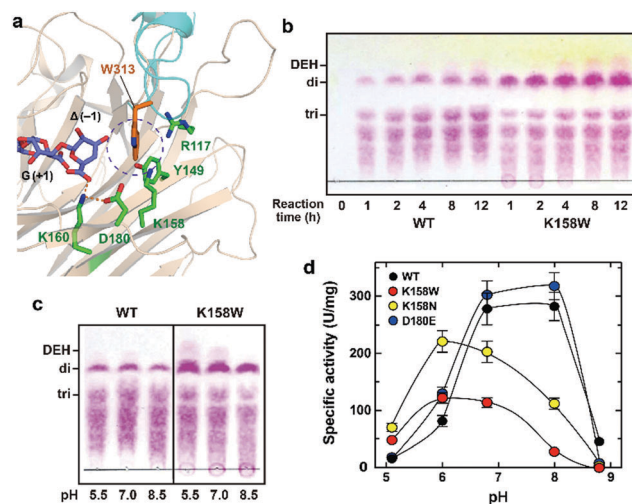 a
W313
Δ (−1)
G (+1)
R117
Y149
K158
D180
K160
b
DEH
di
tri
Reaction time (h)
0 1 2 4 8 12 1 2 4 8 12
WT K158W
c
WT K158W
DEH
di
tri
pH 5.5 7.0 8.5 5.5 7.0 8.5
d
WT
K158W
K158N
D180E
Specific activity (U/mg)
300
200
100
0
5 6 7 8 9
pH